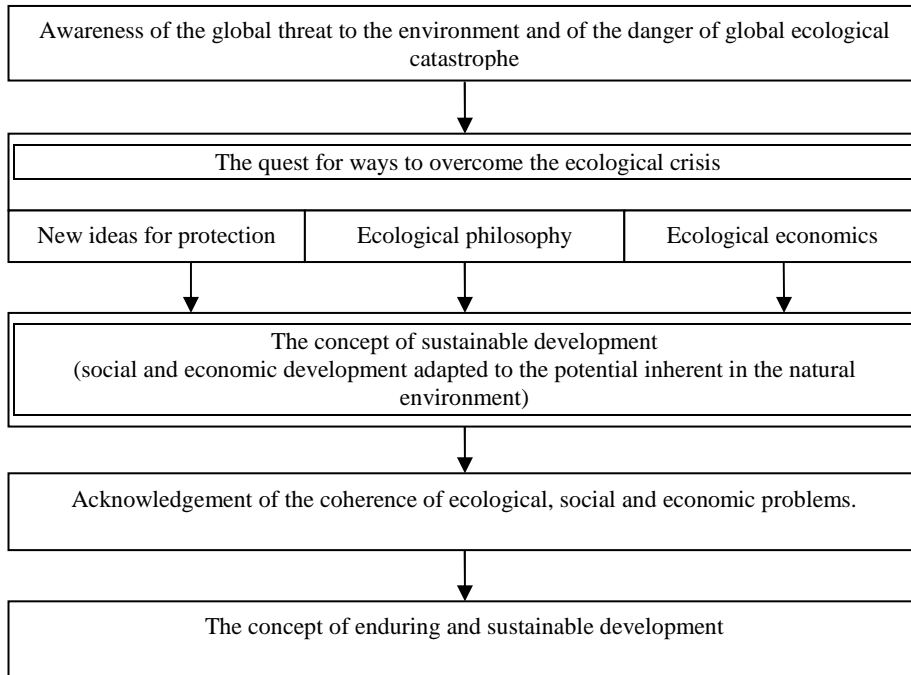 Awareness of the global threat to the environment and of the danger of global ecological
catastrophe
The quest for ways to overcome the ecological crisis
New ideas for protection
Ecological philosophy
Ecological economics
The concept of sustainable development
(social and economic development adapted to the potential inherent in the natural
environment)
Acknowledgement of the coherence of ecological, social and economic problems.
The concept of enduring and sustainable development